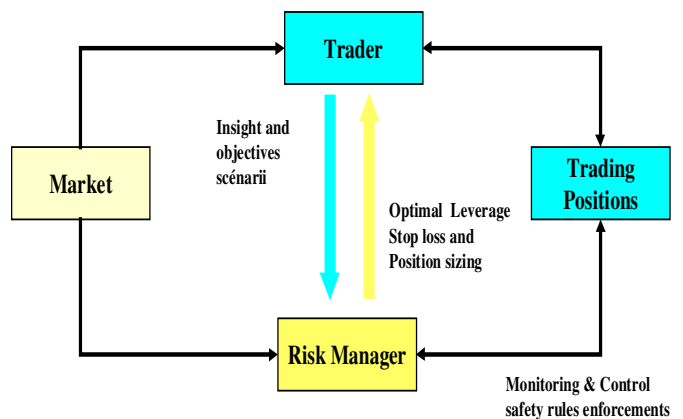 Trader
Insight and
objectives
scénarii
Market
Trading
Positions
Optimal Leverage
Stop loss and
Position sizing
Risk Manager
Monitoring & Control
safety rules enforcements